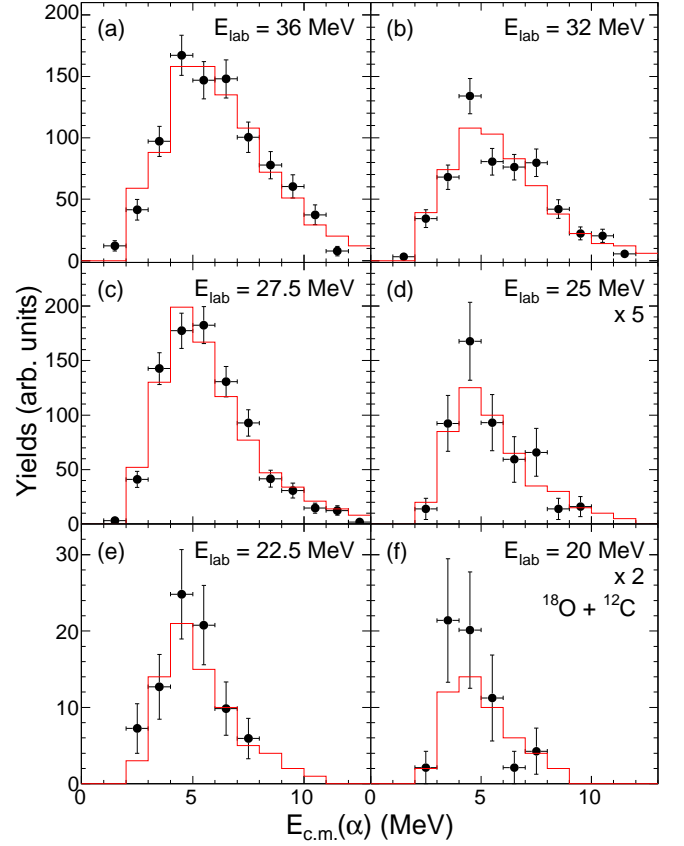 200
(a)
E_lab = 36 MeV
(b)
E_lab = 32 MeV
150
100
50
0
(c)
E_lab = 27.5 MeV
(d)
E_lab = 25 MeV
x 5
200
150
100
50
0
Yields (arb. units)
(e)
E_lab = 22.5 MeV
(f)
E_lab = 20 MeV
x 2
¹⁸O + ¹²C
30
20
10
0
0 5 10 0 5 10
E_c.m.(α) (MeV)